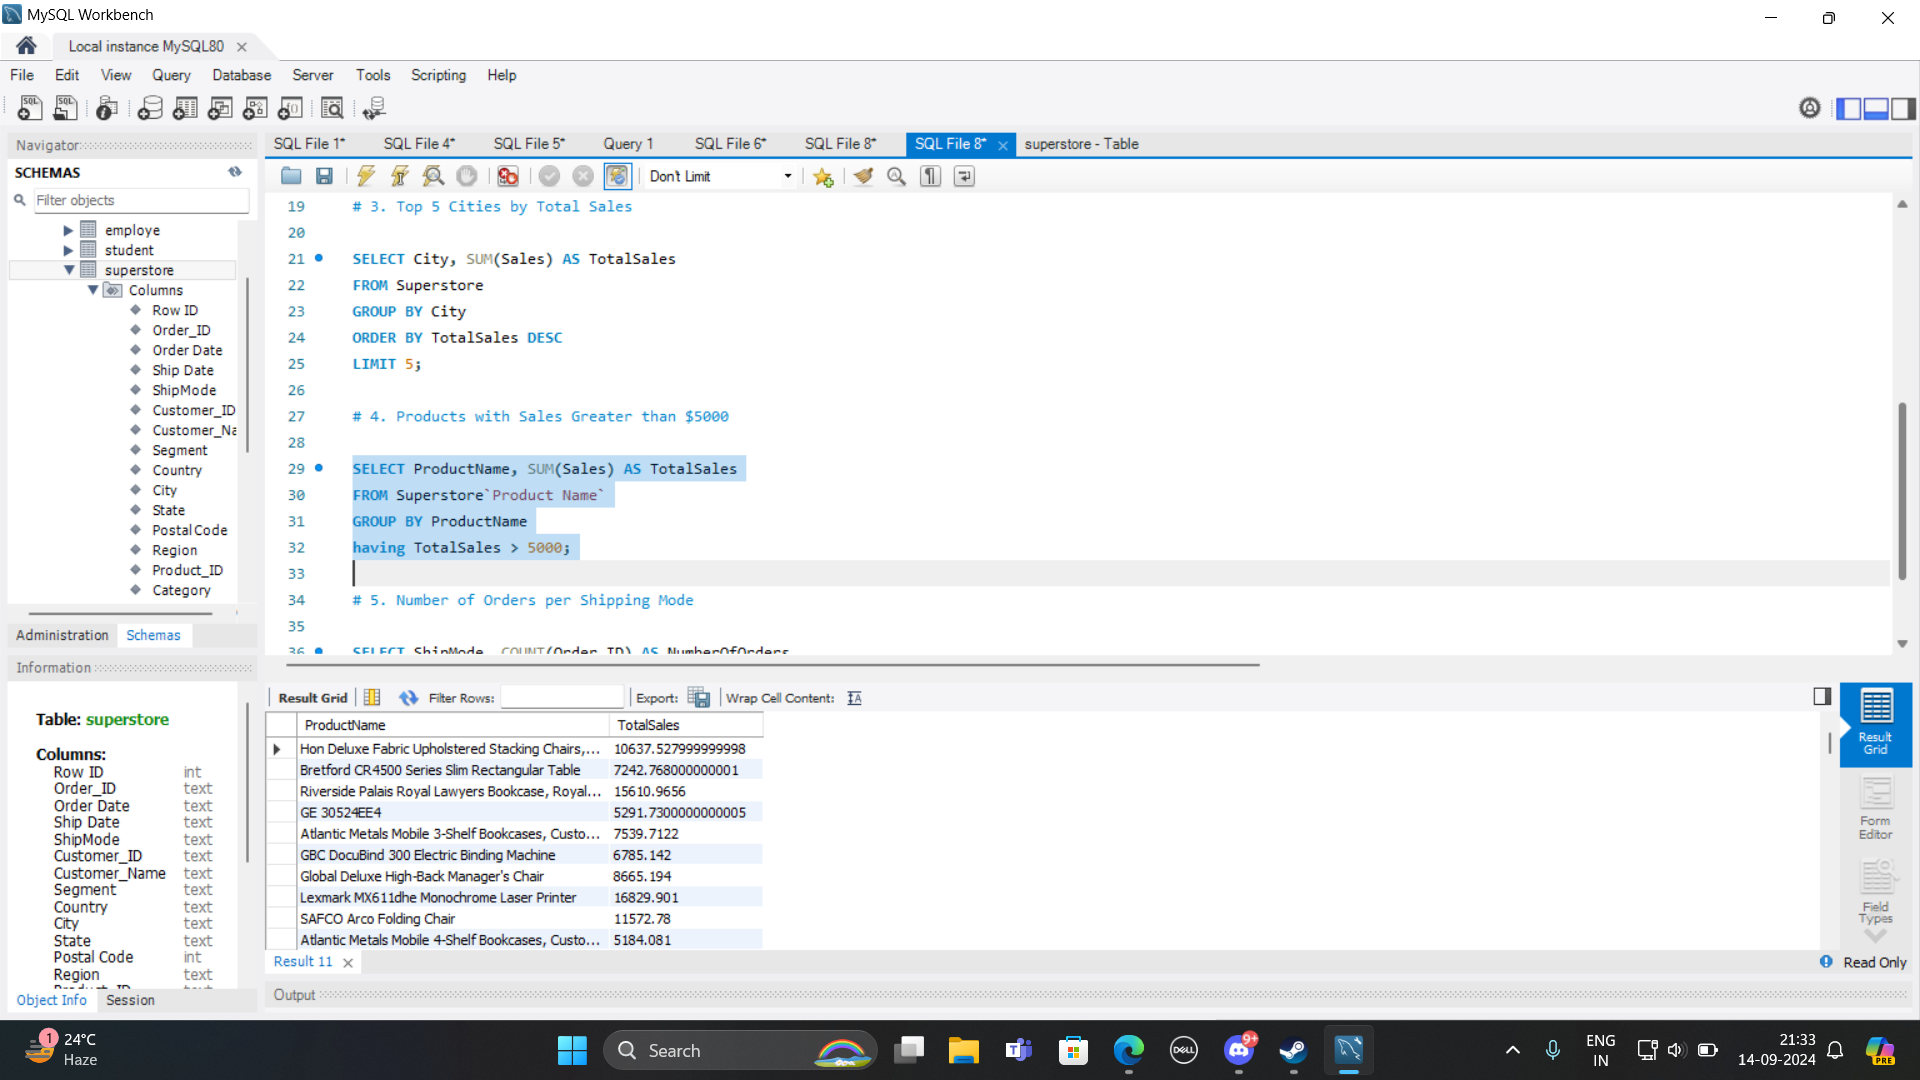 MySQL Workbench
Local instance MySQL80
File Edit View Query Database Server Tools Scripting Help
Navigator
SCHEMAS
Filter objects
employe
student
superstore
Columns
Row ID
Order_ID
Order Date
Ship Date
ShipMode
Customer_ID
Customer_Na
Segment
Country
City
State
Postal Code
Region
Product_ID
Category
Administration Schemas
Information
Table: superstore
Columns:
Row ID int
Order_ID text
Order Date text
Ship Date text
ShipMode text
Customer_ID text
Customer_Name text
Segment text
Country text
City text
State text
Postal Code int
Region text
Object Info Session
SQL File 1* SQL File 4* SQL File 5* Query 1 SQL File 6* SQL File 8* SQL File 8* superstore - Table
Don't Limit
19 # 3. Top 5 Cities by Total Sales
20
21 SELECT City, SUM(Sales) AS TotalSales
22 FROM Superstore
23 GROUP BY City
24 ORDER BY TotalSales DESC
25 LIMIT 5;
26
27 # 4. Products with Sales Greater than $5000
28
29 SELECT ProductName, SUM(Sales) AS TotalSales
30 FROM Superstore`Product Name`
31 GROUP BY ProductName
32 having TotalSales > 5000;
33
34 # 5. Number of Orders per Shipping Mode
35
36 SELECT ShipMode, COUNT(Order_ID) AS NumberOfOrders
Result Grid Filter Rows: Export: Wrap Cell Content:
ProductName TotalSales
Hon Deluxe Fabric Upholstered Stacking Chairs,... 10637.527999999998
Bretford CR4500 Series Slim Rectangular Table 7242.768000000001
Riverside Palais Royal Lawyers Bookcase, Royal... 15610.9656
GE 30524EE4 5291.7300000000005
Atlantic Metals Mobile 3-Shelf Bookcases, Custo... 7539.7122
GBC DocuBind 300 Electric Binding Machine 6785.142
Global Deluxe High-Back Manager's Chair 8665.194
Lexmark MX611dhe Monochrome Laser Printer 16829.901
SAFCO Arco Folding Chair 11572.78
Atlantic Metals Mobile 4-Shelf Bookcases, Custo... 5184.081
Result
Grid
Form
Editor
Field
Types
Result 11
Read Only
Output
1
24°C
Haze
Search
DELL
9+
ENG
IN
21:33
14-09-2024
PRE